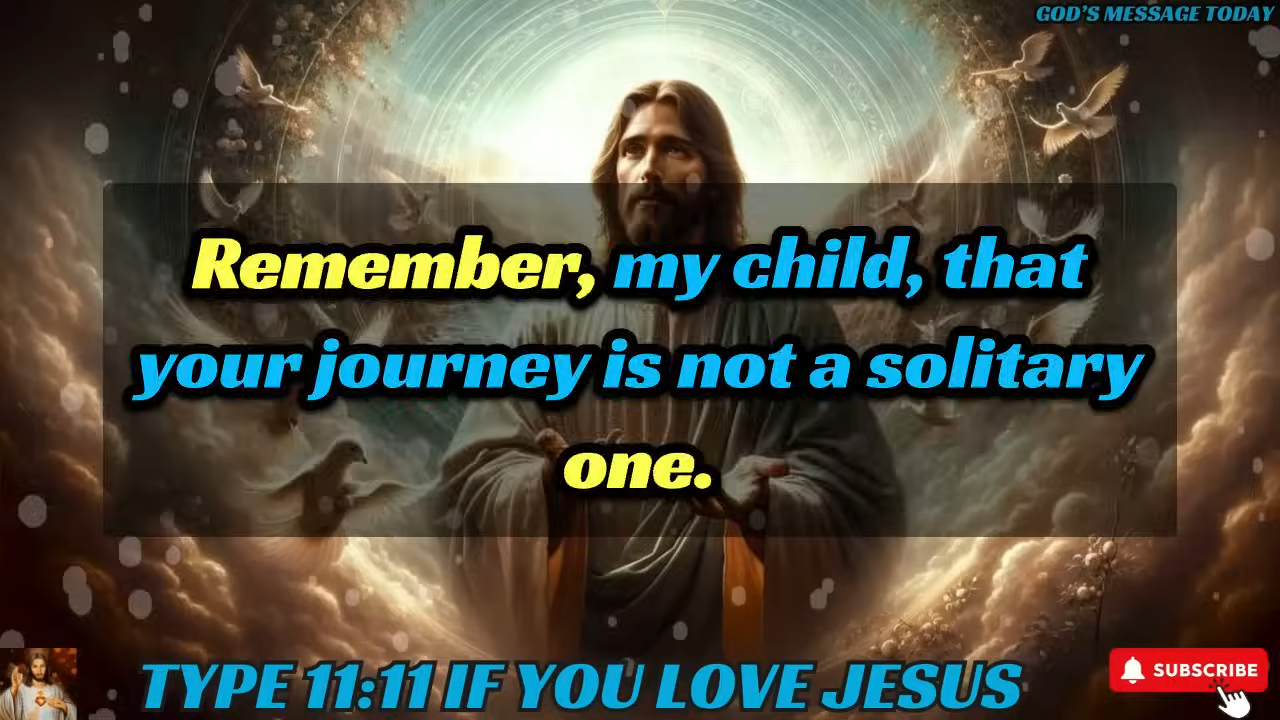 GOD'S MESSAGE TODAY
Remember, my child, that
your journey is not a solitary
one.
TYPE 11:11 IF YOU LOVE JESUS
SUBSCRIBE